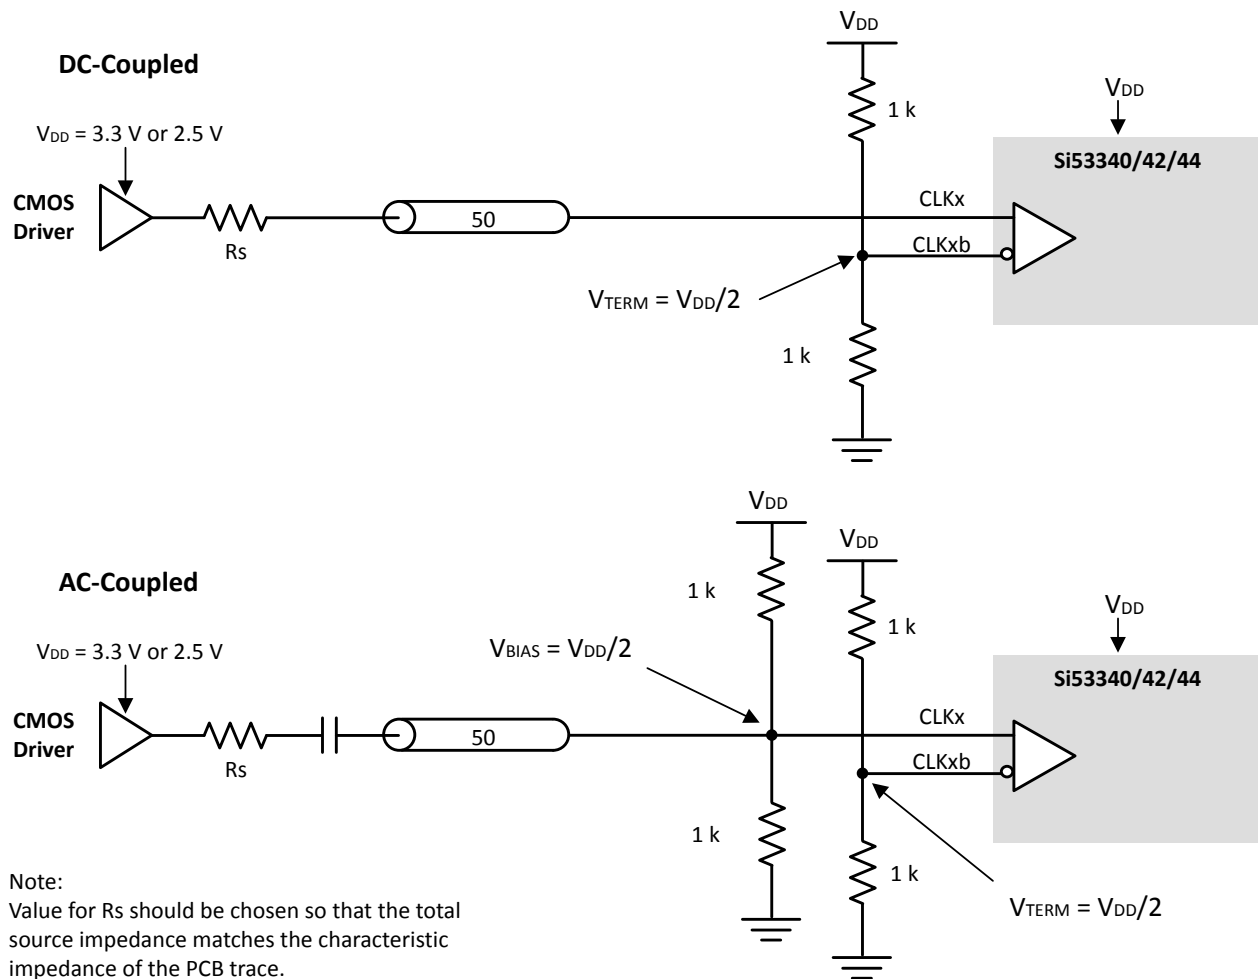 DC-Coupled
VDD = 3.3 V or 2.5 V
CMOS
Driver
Rs
50
VDD
1 k
VDD
Si53340/42/44
CLKx
CLKxb
VTERM = VDD/2
1 k
AC-Coupled
VDD = 3.3 V or 2.5 V
CMOS
Driver
Rs
50
VDD
VDD
1 k
1 k
VBIAS = VDD/2
VDD
Si53340/42/44
CLKx
CLKxb
1 k
1 k
VTERM = VDD/2
Note:
Value for Rs should be chosen so that the total
source impedance matches the characteristic
impedance of the PCB trace.